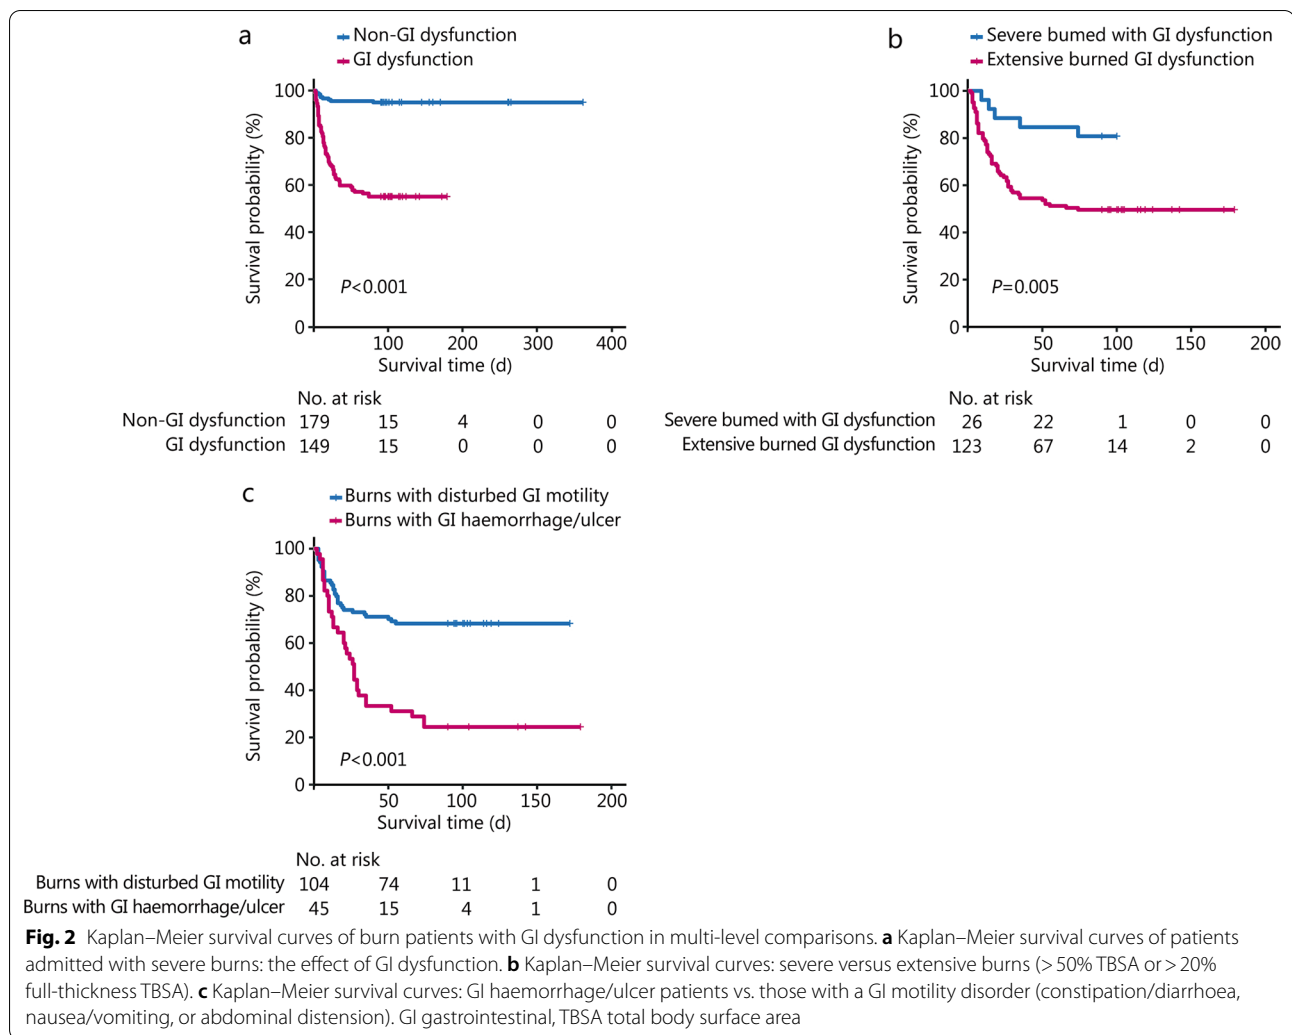 a
Non-GI dysfunction
GI dysfunction
Survival probability (%)
100
80
60
40
20
0
P<0.001
100 200 300 400
Survival time (d)
No. at risk
Non-GI dysfunction 179 15 4 0 0
GI dysfunction 149 15 0 0 0
b
Severe bumed with GI dysfunction
Extensive burned GI dysfunction
Survival probability (%)
100
80
60
40
20
0
P=0.005
50 100 150 200
Survival time (d)
No. at risk
Severe bumed with GI dysfunction 26 22 1 0 0
Extensive burned GI dysfunction 123 67 14 2 0
c
Burns with disturbed GI motility
Burns with GI haemorrhage/ulcer
Survival probability (%)
100
80
60
40
20
0
P<0.001
50 100 150 200
Survival time (d)
No. at risk
Burns with disturbed GI motility 104 74 11 1 0
Burns with GI haemorrhage/ulcer 45 15 4 1 0
Fig. 2 Kaplan–Meier survival curves of burn patients with GI dysfunction in multi-level comparisons. a Kaplan–Meier survival curves of patients
admitted with severe burns: the effect of GI dysfunction. b Kaplan–Meier survival curves: severe versus extensive burns (> 50% TBSA or > 20%
full-thickness TBSA). c Kaplan–Meier survival curves: GI haemorrhage/ulcer patients vs. those with a GI motility disorder (constipation/diarrhoea,
nausea/vomiting, or abdominal distension). GI gastrointestinal, TBSA total body surface area